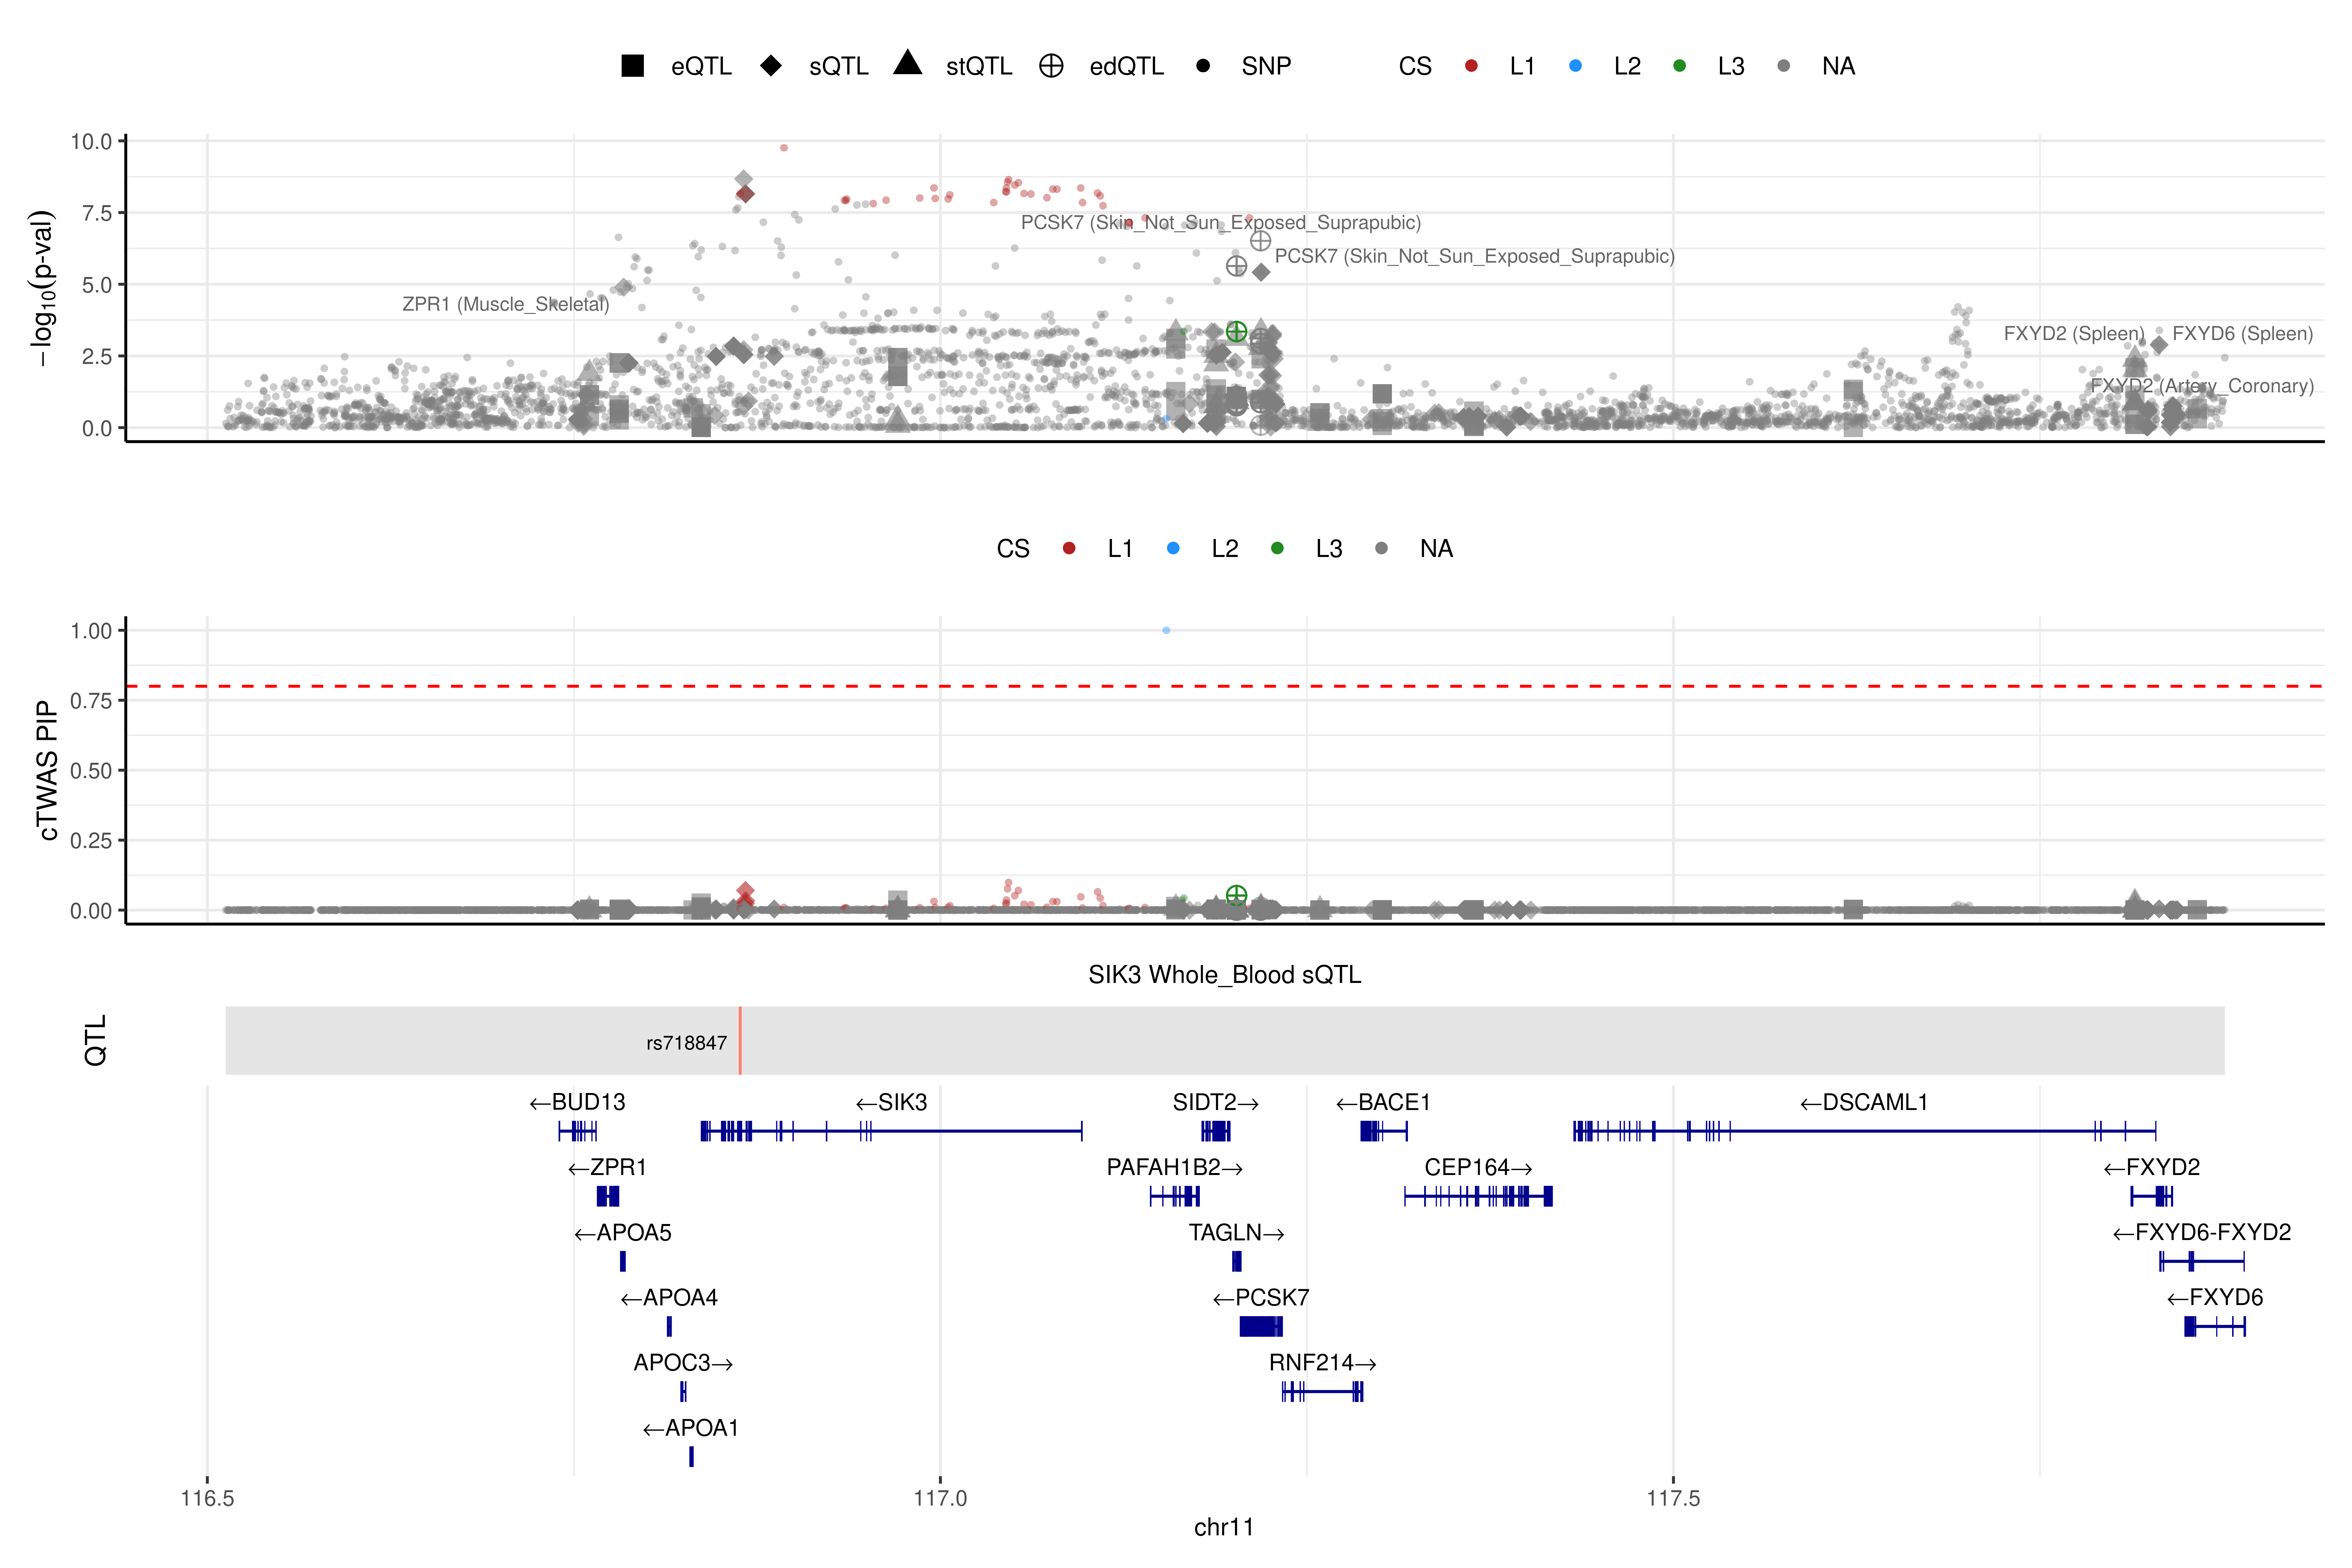 eQTL sQTL stQTL edQTL SNP CS L1 L2 L3 NA
10.0
7.5
5.0
2.5
0.0
−log10(p-val)
PCSK7 (Skin_Not_Sun_Exposed_Suprapubic)
PCSK7 (Skin_Not_Sun_Exposed_Suprapubic)
ZPR1 (Muscle_Skeletal)
FXYD2 (Spleen) FXYD6 (Spleen)
FXYD2 (Artery_Coronary)
CS L1 L2 L3 NA
1.00
0.75
0.50
0.25
0.00
cTWAS PIP
SIK3 Whole_Blood sQTL
QTL
rs718847
←BUD13 ←SIK3 SIDT2→ ←BACE1 ←DSCAML1
←ZPR1 PAFAH1B2→ CEP164→ ←FXYD2
←APOA5 TAGLN→ ←FXYD6-FXYD2
←APOA4 ←PCSK7 ←FXYD6
APOC3→ RNF214→
←APOA1
116.5 117.0 117.5
chr11